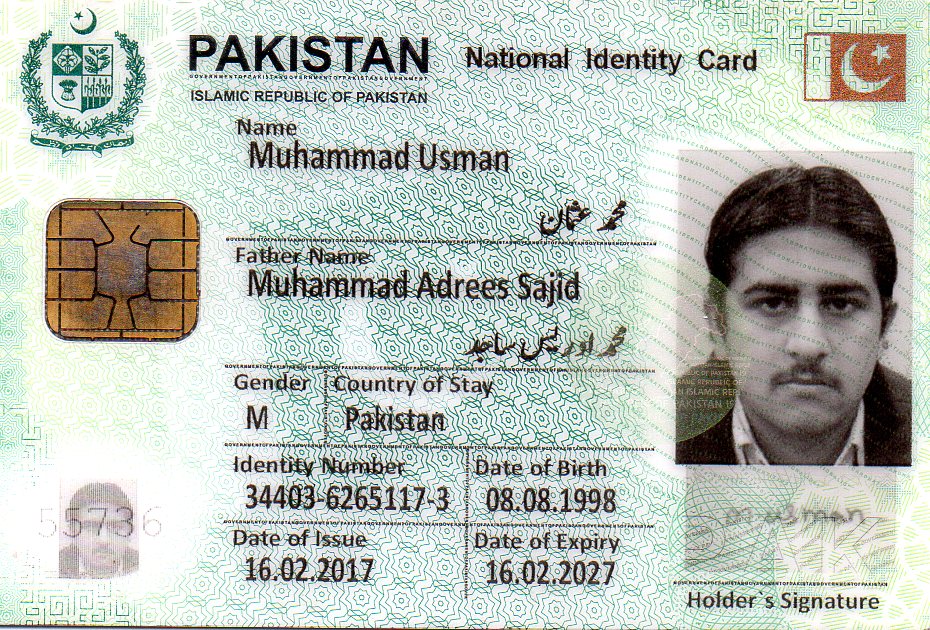 PAKISTAN
National Identity Card
ISLAMIC REPUBLIC OF PAKISTAN
Name
Muhammad Usman
محمد عثمان
Father Name
Muhammad Adrees Sajid
محمد ادریس ساجد
Gender
Country of Stay
M
Pakistan
Identity Number
Date of Birth
34403-6265117-3
08.08.1998
55736
Date of Issue
Date of Expiry
16.02.2017
16.02.2027
Holder`s Signature